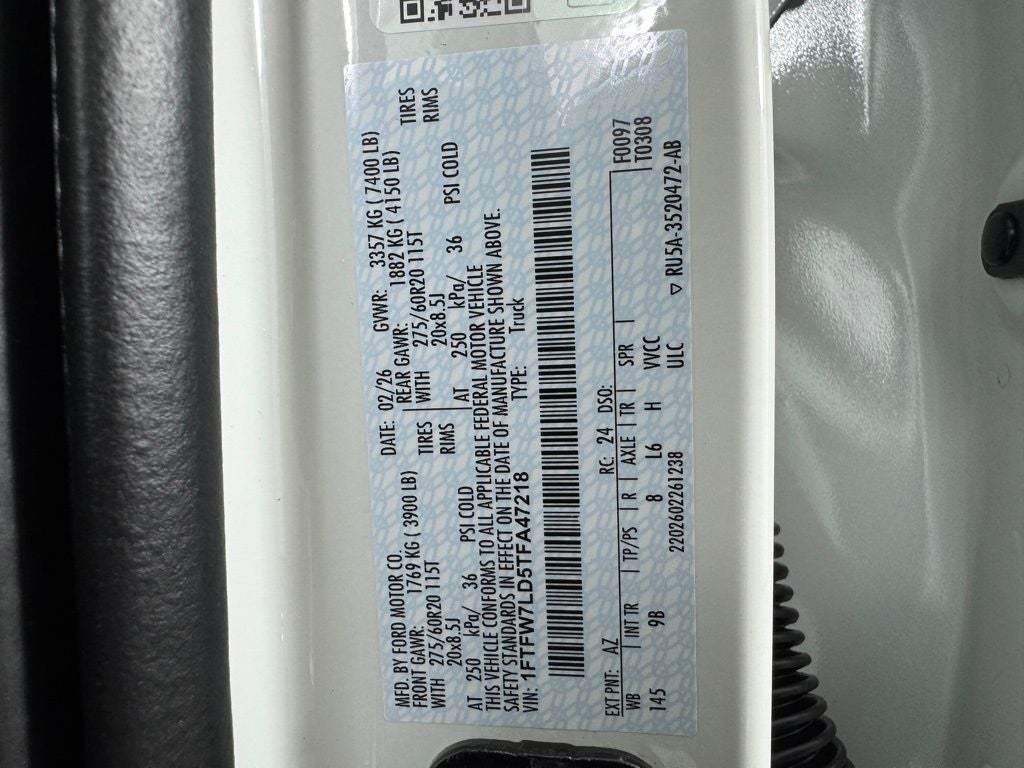 MFD. BY FORD MOTOR CO. DATE: 02/26 GVWR: 3357 KG ( 7400 LB)
FRONT GAWR: 1769 KG ( 3900 LB) REAR GAWR: 1882 KG ( 4150 LB)
WITH 275/60R20 115T TIRES WITH 275/60R20 115T TIRES
20x8.5J RIMS 20x8.5J RIMS
AT 250 kPa/ 36 PSI COLD AT 250 kPa/ 36 PSI COLD
THIS VEHICLE CONFORMS TO ALL APPLICABLE FEDERAL MOTOR VEHICLE
SAFETY STANDARDS IN EFFECT ON THE DATE OF MANUFACTURE SHOWN ABOVE.
VIN: 1FTFW7LD5TFA47218 TYPE: Truck
F0097
EXT PNT: AZ RC: 24 DSO: T0308
WB | INT TR | TP/PS | R | AXLE | TR | SPR |
145 9B 8 L6 H VVCC
2202602261238 ULC ▽ RU5A-3520472-AB